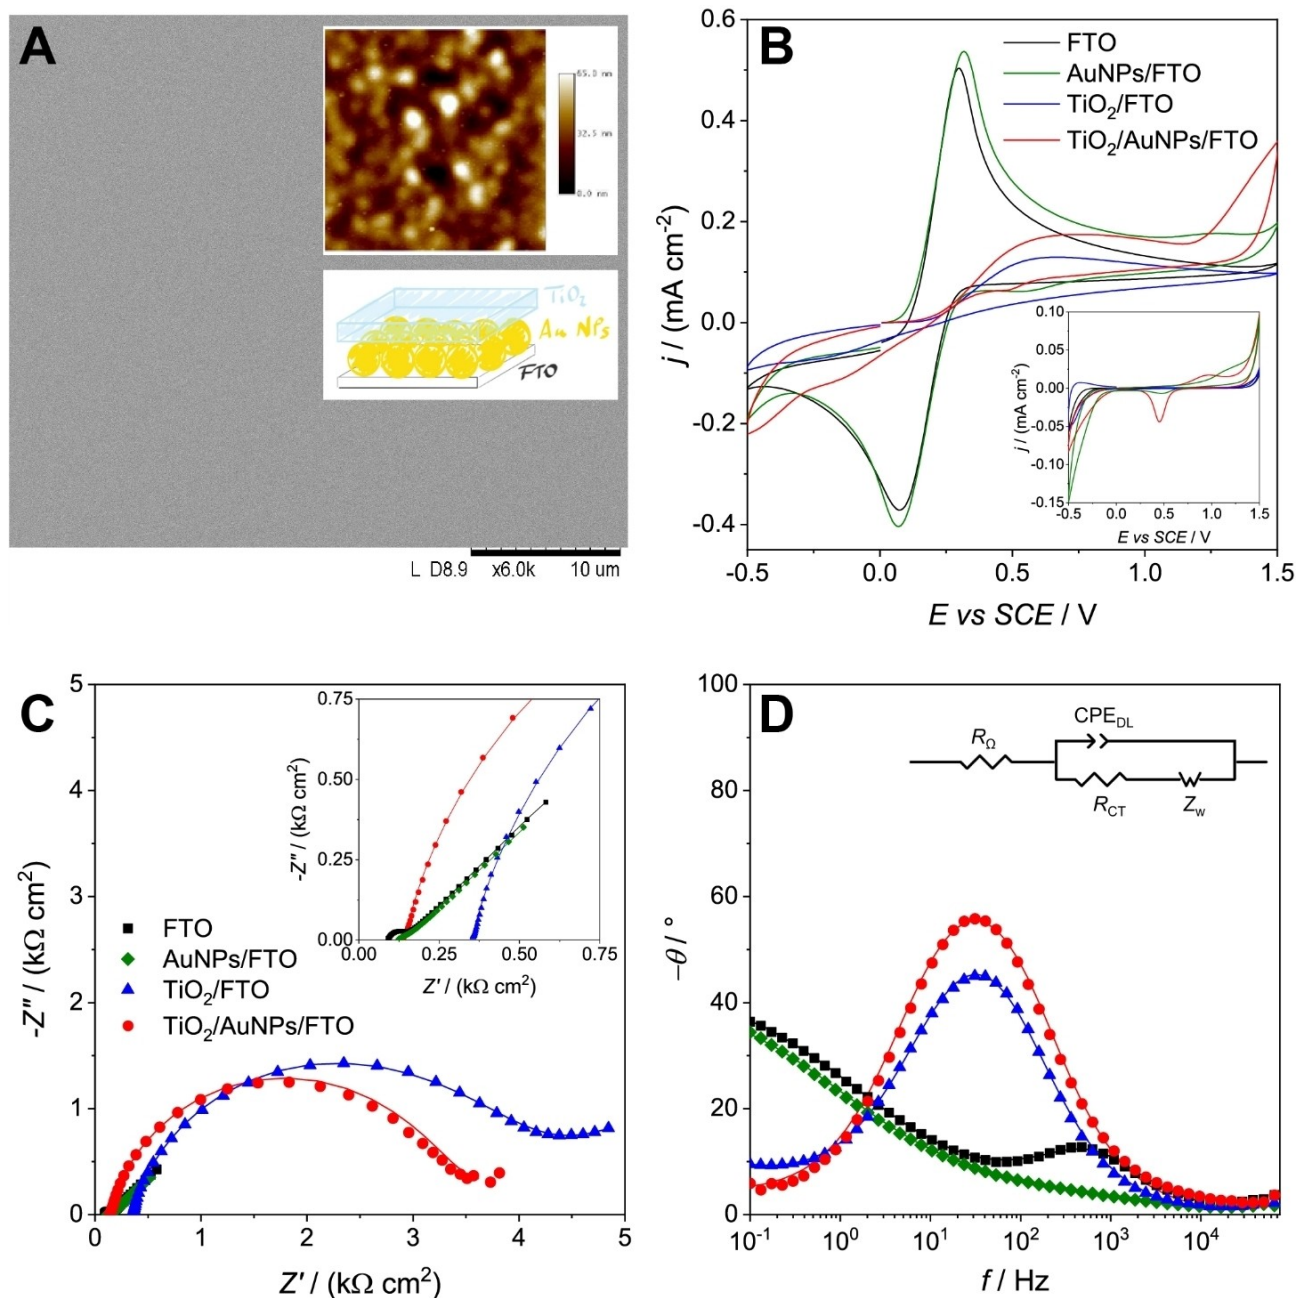 A
65.0 nm
32.5 nm
0.0 nm
TiO₂
Au NPs
FTO
L D8.9 x6.0k 10 um
B
FTO
AuNPs/FTO
TiO₂/FTO
TiO₂/AuNPs/FTO
0.6
0.4
0.2
0.0
-0.2
-0.4
j / (mA cm⁻²)
-0.5 0.0 0.5 1.0 1.5
E vs SCE / V
0.10
0.05
0.00
-0.05
-0.10
-0.15
j / (mA cm⁻²)
-0.5 0.0 0.5 1.0 1.5
E vs SCE / V
C
5
4
3
2
1
0
-Z″ / (kΩ cm²)
FTO
AuNPs/FTO
TiO₂/FTO
TiO₂/AuNPs/FTO
0 1 2 3 4 5
Z′ / (kΩ cm²)
0.75
0.50
0.25
0.00
-Z″ / (kΩ cm²)
0.00 0.25 0.50 0.75
Z′ / (kΩ cm²)
D
100
80
60
40
20
0
−θ / °
CPE_DL
R_Ω
R_CT
Z_w
10⁻¹ 10⁰ 10¹ 10² 10³ 10⁴
f / Hz